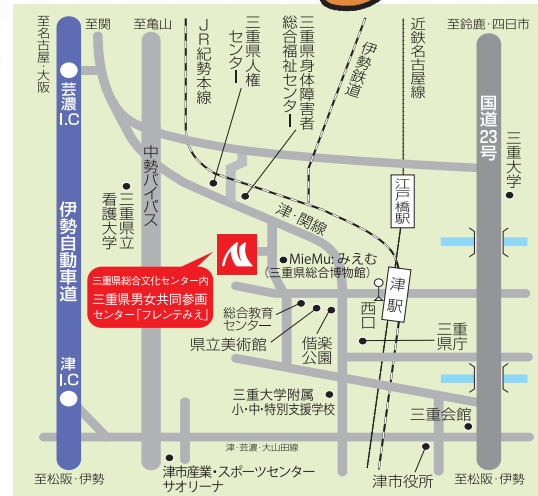 至名古屋・大阪
至関
至亀山
JR紀勢本線
三重県人権
センター
三重県身体障害者
総合福祉センター
伊勢鉄道
近鉄名古屋線
至鈴鹿・四日市
芸濃
I.C
国道23号
三重大学
中勢バイパス
三重県立
看護大学
江戸橋駅
伊勢自動車道
津・関線
MieMu:みえむ
(三重県総合博物館)
三重県総合文化センター内
三重県男女共同参画
センター「フレンテみえ」
津駅
西口
総合教育
センター
県立美術館
偕楽
公園
三重
県庁
津
I.C
三重大学附属
小・中・特別支援学校
三重会館
津・芸濃・大山田線
津市産業・スポーツセンター
サオリーナ
津市役所
至松阪・伊勢
至松阪・伊勢